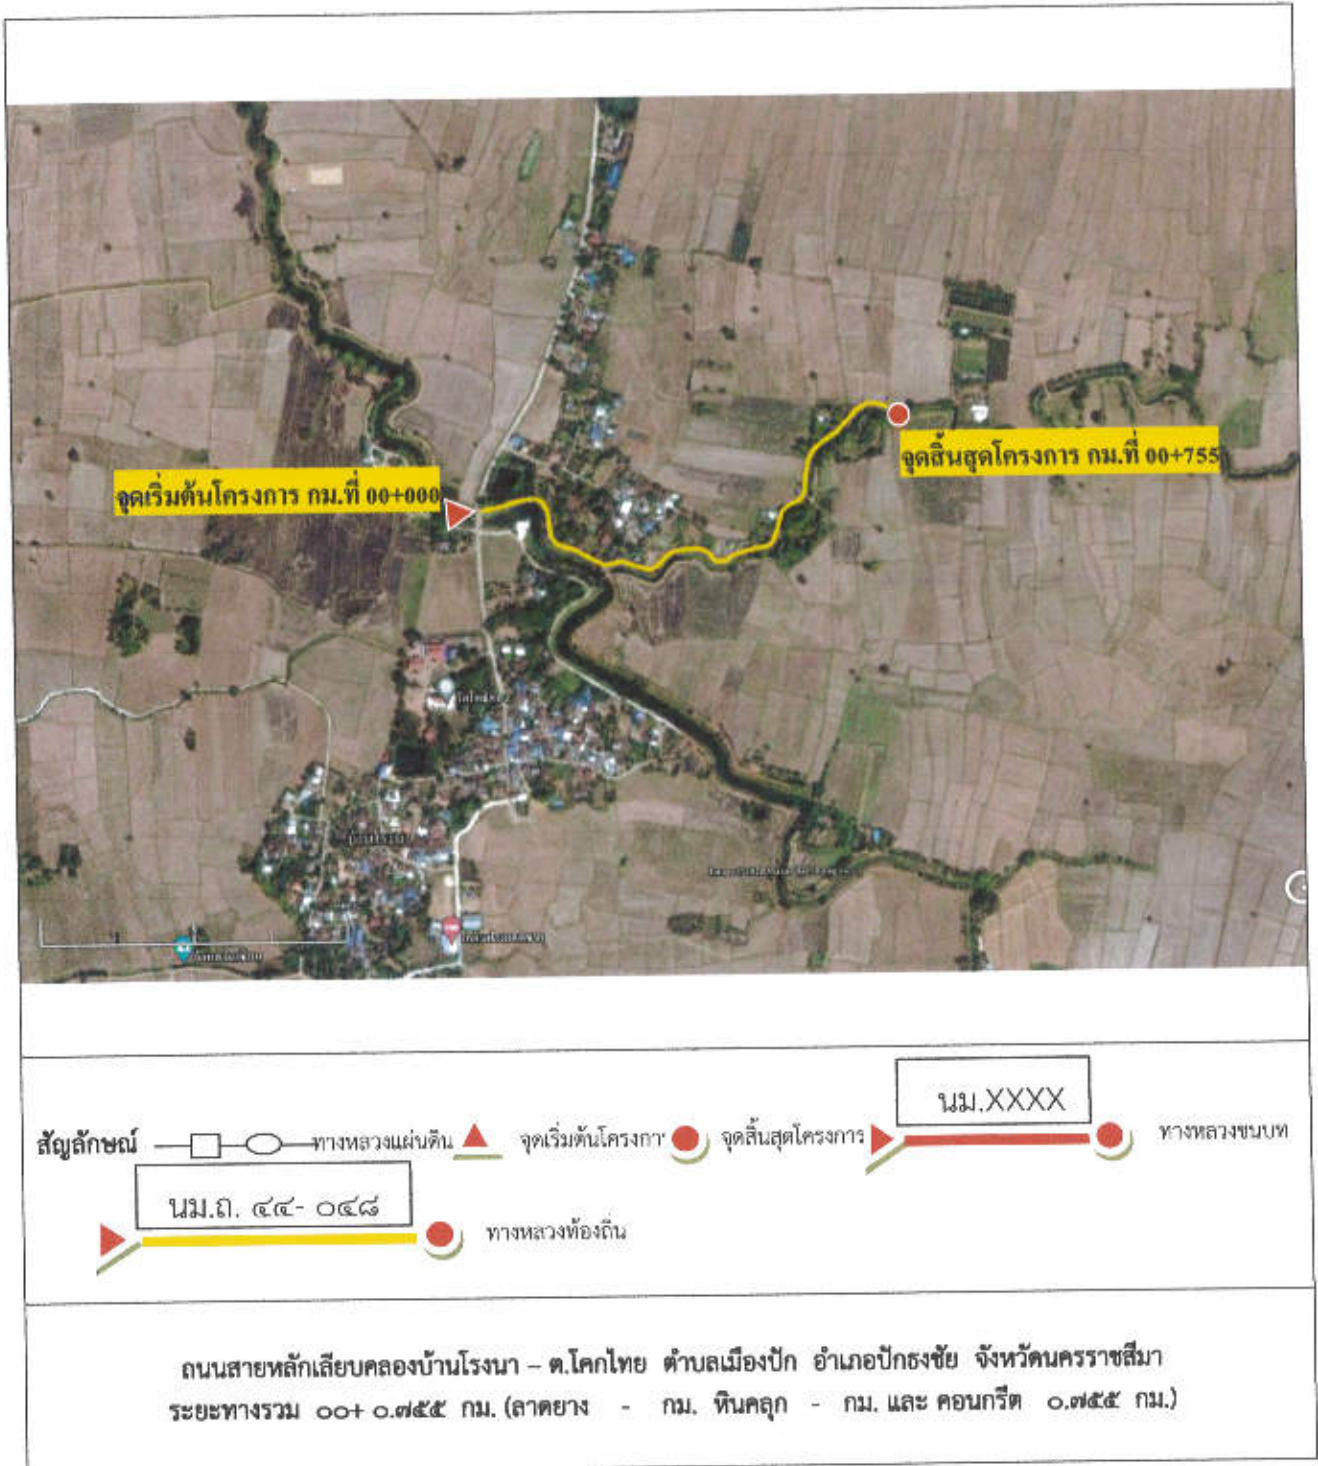 จุดสิ้นสุดโครงการ กม.ที่ 00+755
จุดเริ่มต้นโครงการ กม.ที่ 00+000
นม.XXXX
สัญลักษณ์ ทางหลวงแผ่นดิน จุดเริ่มต้นโครงกา จุดสิ้นสุดโครงการ ทางหลวงชนบท
นม.ถ. ๔๔- ๐๔๘
ทางหลวงท้องถิ่น
ถนนสายหลักเลียบคลองบ้านโรงนา – ต.โคกไทย ตำบลเมืองปัก อำเภอปักธงชัย จังหวัดนครราชสีมา
ระยะทางรวม ๐๐+ ๐.๗๕๕ กม. (ลาดยาง - กม. หินคลุก - กม. และ คอนกรีต ๐.๗๕๕ กม.)